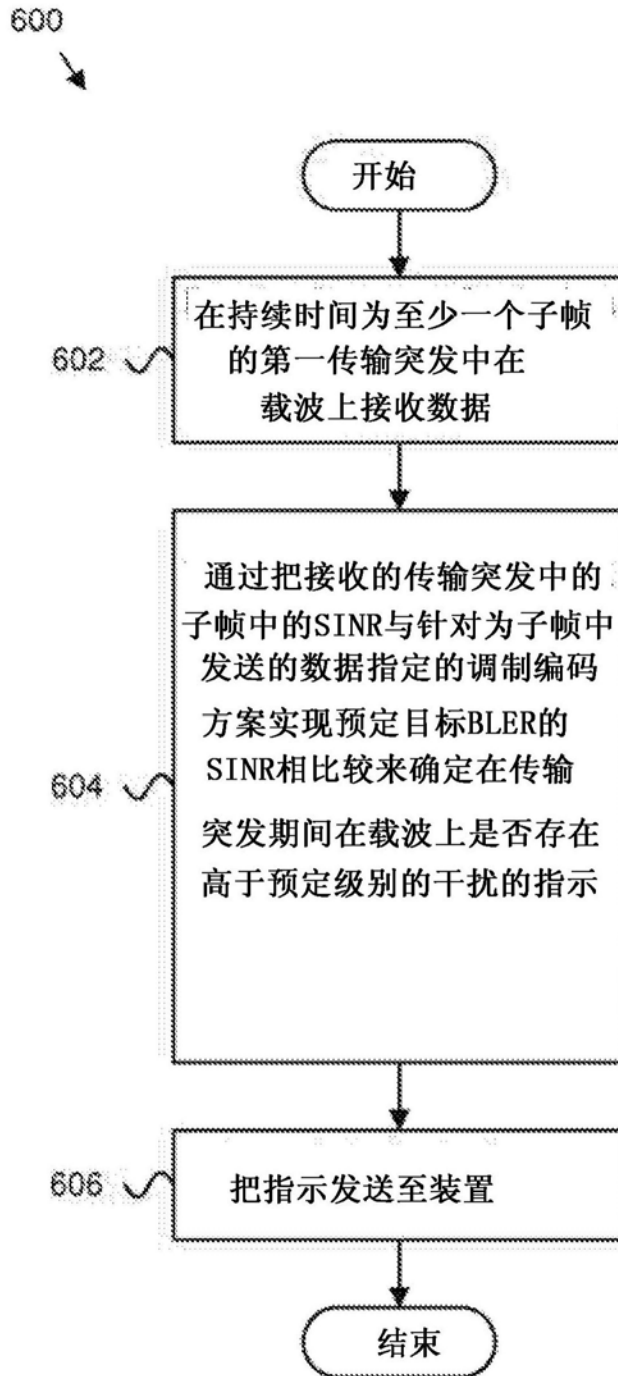 600
开始
602
在持续时间为至少一个子帧
的第一传输突发中在
载波上接收数据
604
通过把接收的传输突发中的
子帧中的SINR与针对为子帧中
发送的数据指定的调制编码
方案实现预定目标BLER的
SINR相比较来确定在传输
突发期间在载波上是否存在
高于预定级别的干扰的指示
606
把指示发送至装置
结束